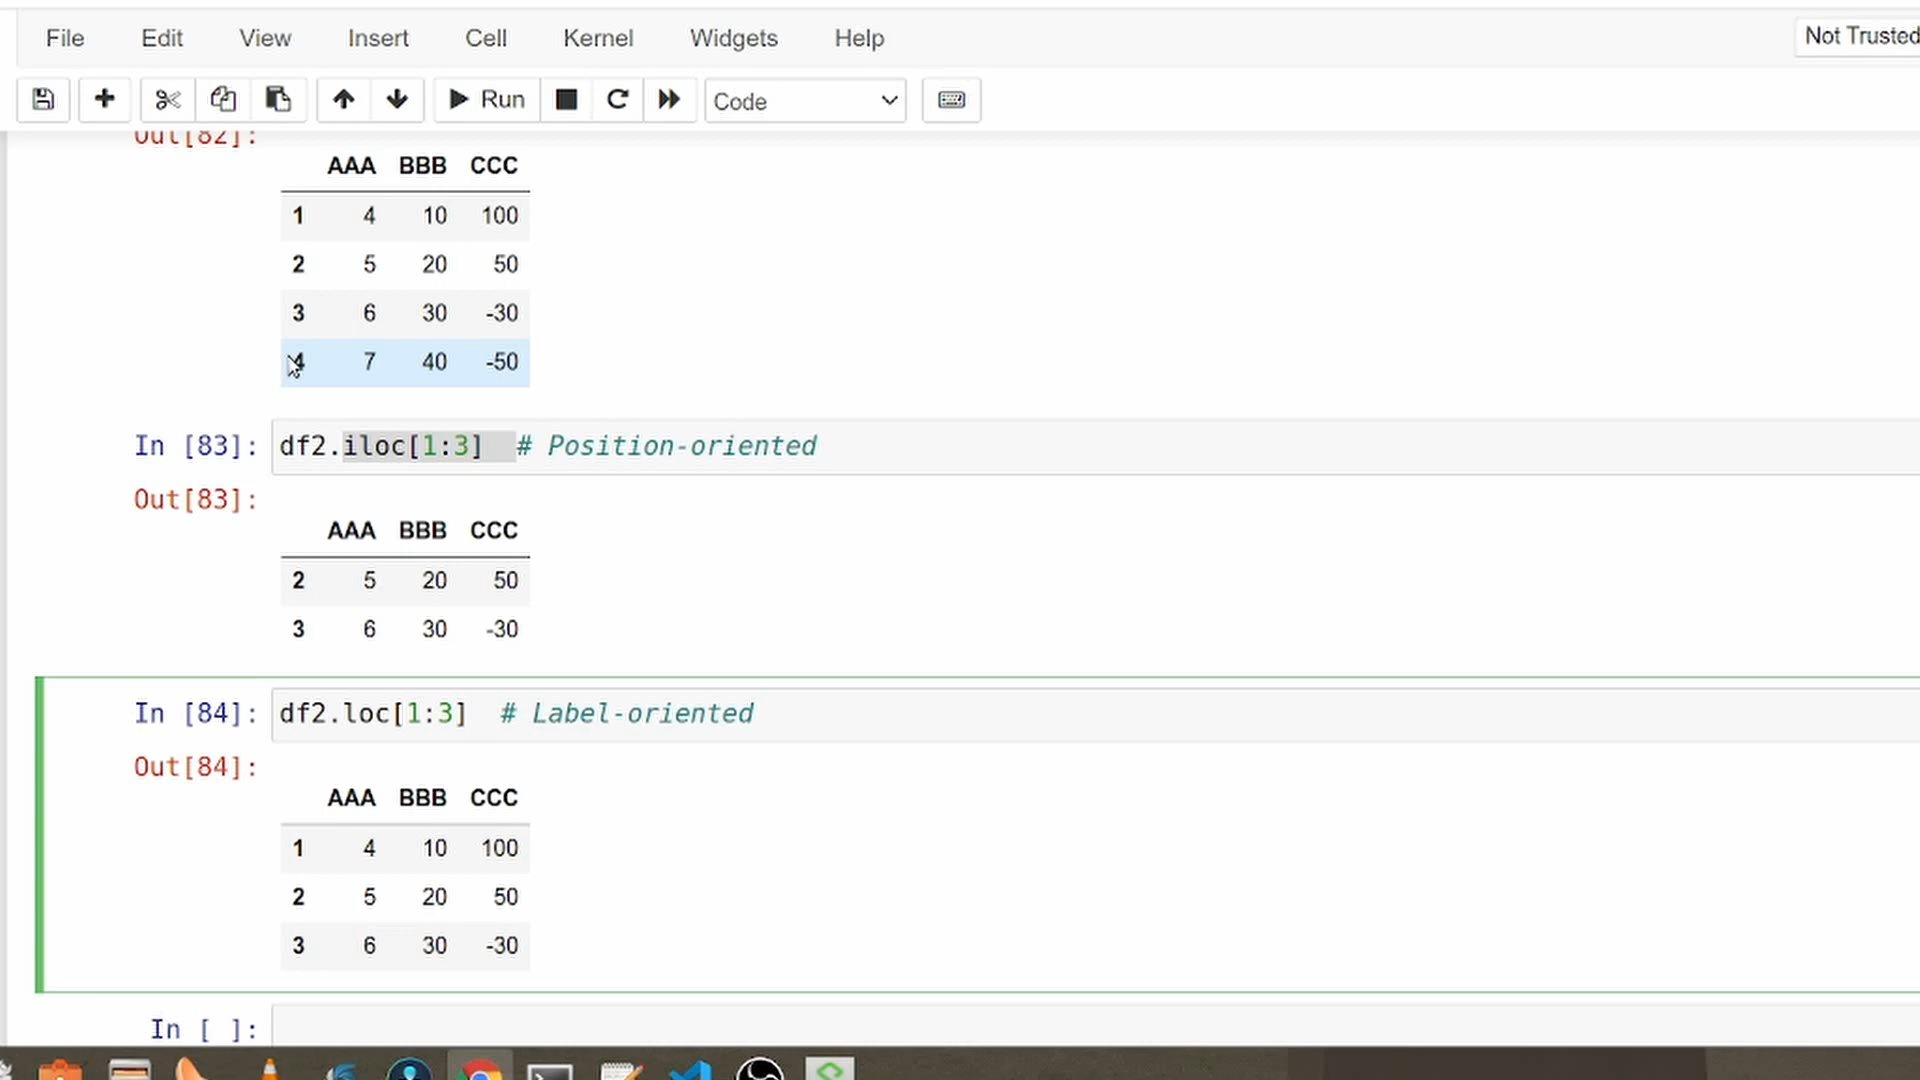 File Edit View Insert Cell Kernel Widgets Help Not Trusted
Run Code
Out[82]:
AAA BBB CCC
1 4 10 100
2 5 20 50
3 6 30 -30
4 7 40 -50
In [83]: df2.iloc[1:3] # Position-oriented
Out[83]:
AAA BBB CCC
2 5 20 50
3 6 30 -30
In [84]: df2.loc[1:3] # Label-oriented
Out[84]:
AAA BBB CCC
1 4 10 100
2 5 20 50
3 6 30 -30
In [ ]: